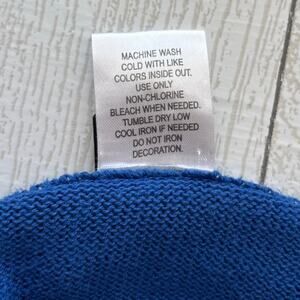 MACHINE WASH
COLD WITH LIKE
COLORS INSIDE OUT.
USE ONLY
NON-CHLORINE
BLEACH WHEN NEEDED.
TUMBLE DRY LOW
COOL IRON IF NEEDED
DO NOT IRON
DECORATION.